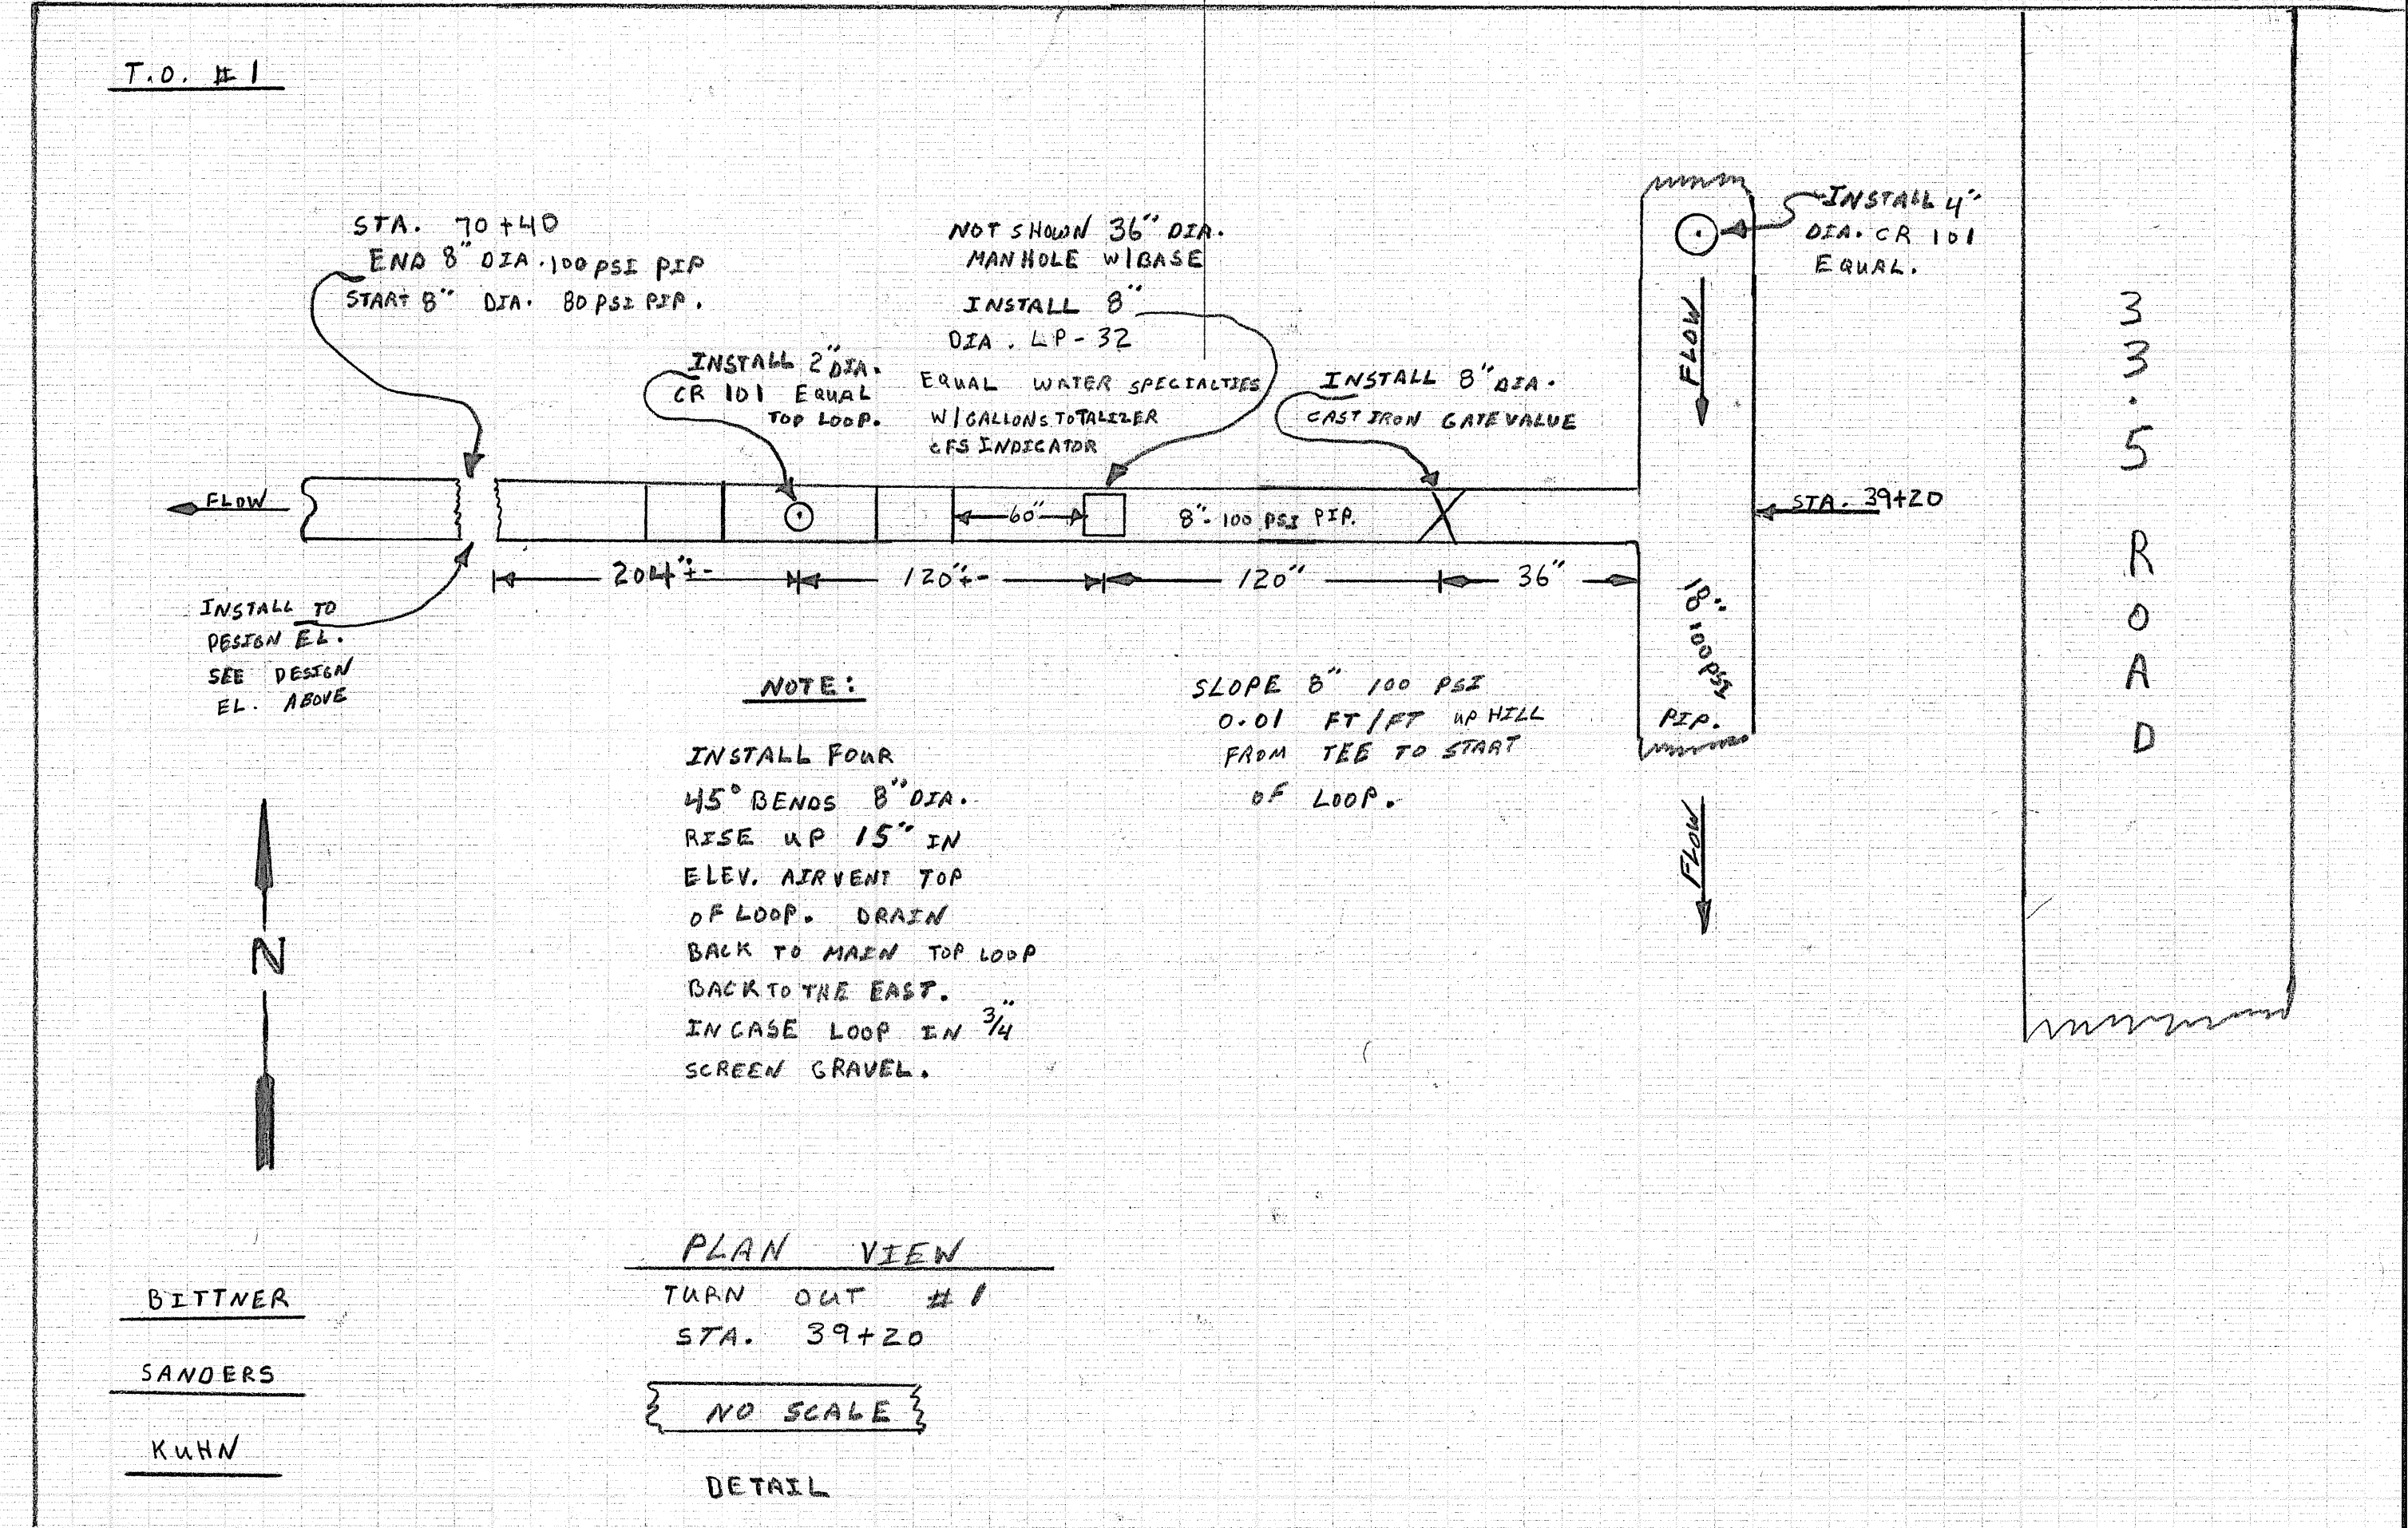 T.O. # 1
STA. 70+40
END 8" DIA. 100 PSI PIP
START 8" DIA. 80 PSI PIP.
NOT SHOWN 36" DIA.
MANHOLE W/BASE
INSTALL 8"
DIA. LP-32
EQUAL WATER SPECIALTIES
W/GALLONS TOTALIZER
CFS INDICATOR
INSTALL 2" DIA.
CR 101 EQUAL
TOP LOOP.
INSTALL 8" DIA.
CAST IRON GATE VALUE
INSTALL 4"
DIA. CR 101
EQUAL.
FLOW
33.5 ROAD
FLOW
60"
8"-100 PSI PIP.
STA. 39+20
204"+-
120"+-
120"
36"
18" 100 PSI
PIP.
INSTALL TO
DESIGN EL.
SEE DESIGN
EL. ABOVE
NOTE:
INSTALL FOUR
45° BENDS 8" DIA.
RISE UP 15" IN
ELEV. AIR VENT TOP
OF LOOP. DRAIN
BACK TO MAIN TOP LOOP
BACK TO THE EAST.
IN CASE LOOP IN 3/4"
SCREEN GRAVEL.
SLOPE 8" 100 PSI
0.01 FT/FT UP HILL
FROM TEE TO START
OF LOOP.
FLOW
N
PLAN VIEW
TURN OUT # 1
STA. 39+20
NO SCALE
DETAIL
BITTNER
SANDERS
KUHN